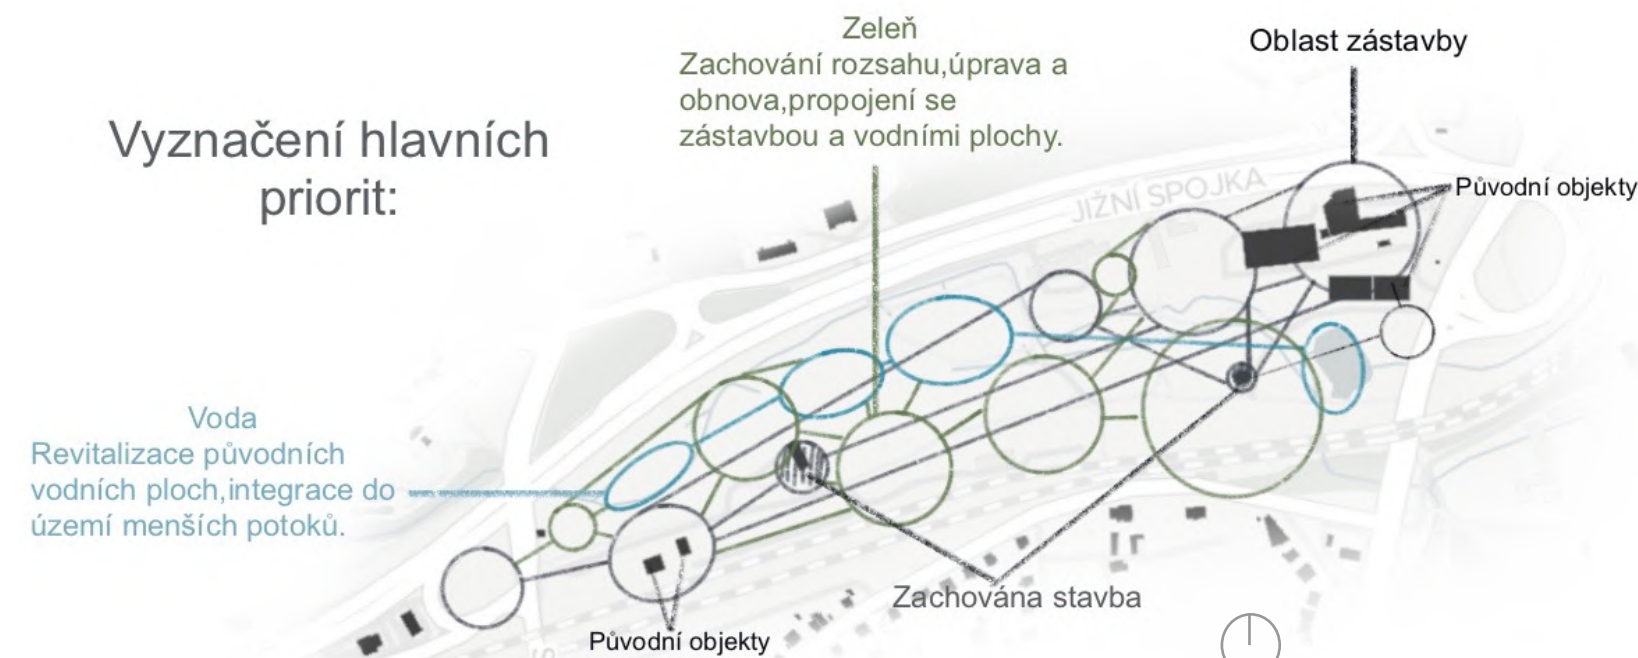 Vyznačení hlavních
priorit:
Zeleň
Zachování rozsahu,úprava a
obnova,propojení se
zástavbou a vodními plochy.
Oblast zástavby
JIŽNÍ SPOJKA
Původní objekty
Voda
Revitalizace původních
vodních ploch,integrace do
území menších potoků.
Zachována stavba
Původní objekty